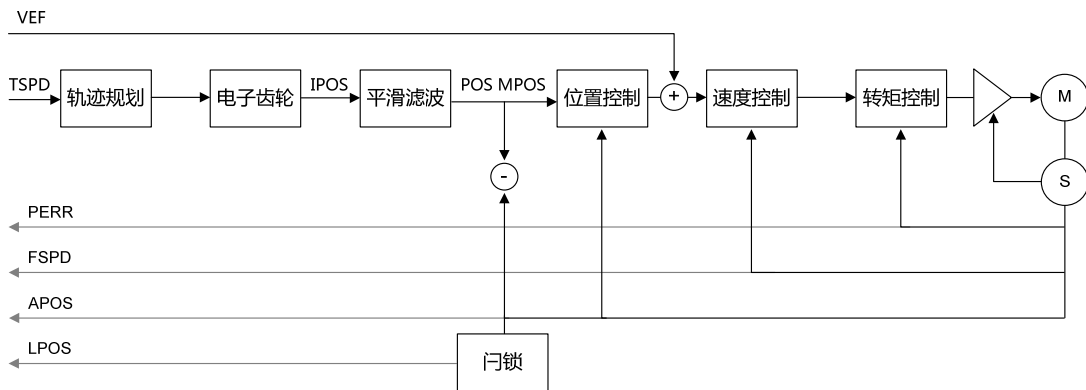 VEF
TSPD
轨迹规划
电子齿轮
IPOS
平滑滤波
POS MPOS
位置控制
+
速度控制
转矩控制
M
-
S
PERR
FSPD
APOS
LPOS
闩锁